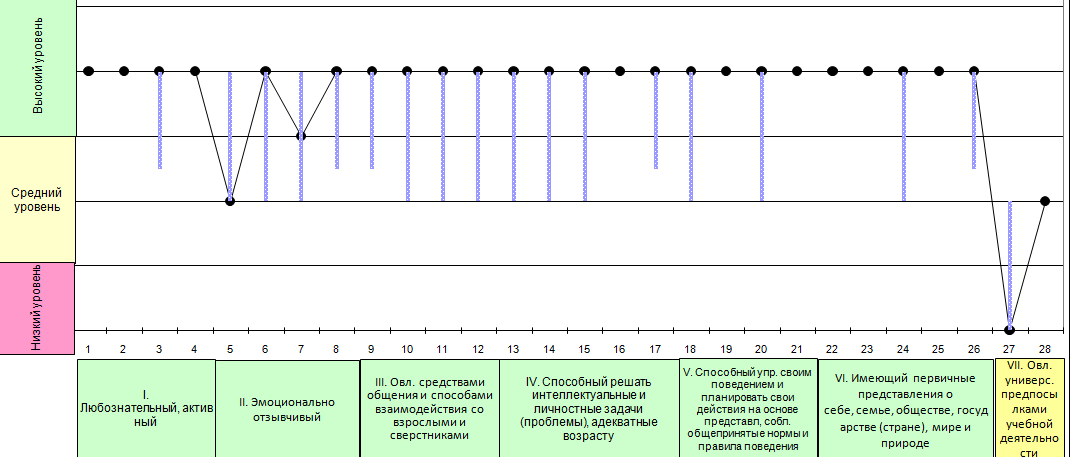 Высокий уровень
Средний
уровень
Низкий уровень
1 2 3 4 5 6 7 8 9 10 11 12 13 14 15 16 17 18 19 20 21 22 23 24 25 26 27 28
I.
Любознательный, актив
ный
II. Эмоционально
отзывчивый
III. Овл. средствами
общения и способами
взаимодействия со
взрослыми и
сверстниками
IV. Способный решать
интеллектуальные и
личностные задачи
(проблемы), адекватные
возрасту
V. Способный упр. своим
поведением и
планировать свои
действия на основе
представл, собл.
общепринятые нормы и
правила поведения
VI. Имеющий первичные
представления о
себе, семье, обществе, госуд
арстве (стране), мире и
природе
VII. Овл.
универс.
предпосы
лками
учебной
деятельно
сти